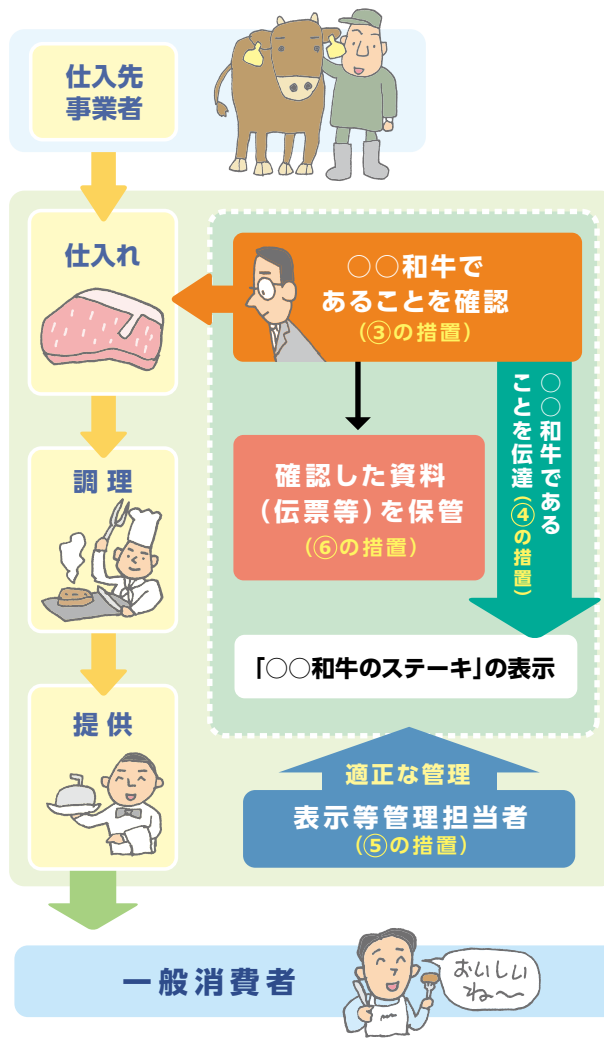 仕入先
事業者
仕入れ
○○和牛で
あることを確認
(③の措置)
○○和牛である
ことを伝達(④の措置)
調理
確認した資料
(伝票等)を保管
(⑥の措置)
「○○和牛のステーキ」の表示
提供
適正な管理
表示等管理担当者
(⑤の措置)
一般消費者
おいしい
ね〜